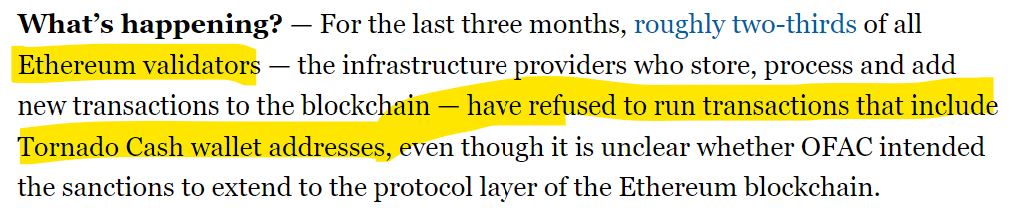 What’s happening? — For the last three months, roughly two-thirds of all
Ethereum validators — the infrastructure providers who store, process and add
new transactions to the blockchain — have refused to run transactions that include
Tornado Cash wallet addresses, even though it is unclear whether OFAC intended
the sanctions to extend to the protocol layer of the Ethereum blockchain.